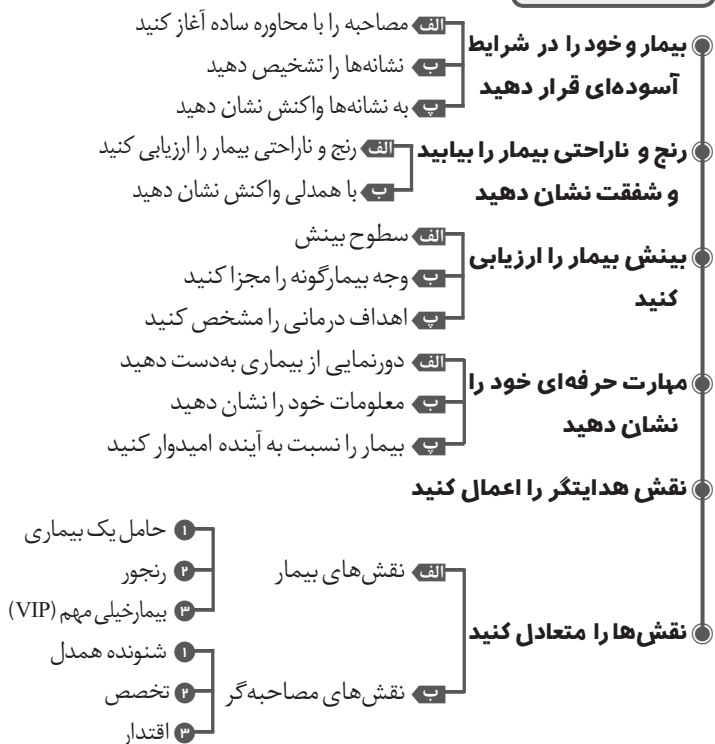 بیمار و خود را در شرایط
آسوده‌ای قرار دهید
الف مصاحبه را با محاوره ساده آغاز کنید
ب نشانه‌ها را تشخیص دهید
پ به نشانه‌ها واکنش نشان دهید
رنج و ناراحتی بیمار را بیابید
و شفقت نشان دهید
الف رنج و ناراحتی بیمار را ارزیابی کنید
ب با همدلی واکنش نشان دهید
بینش بیمار را ارزیابی
کنید
الف سطوح بینش
ب وجه بیمارگونه را مجزا کنید
پ اهداف درمانی را مشخص کنید
مهارت حرفه‌ای خود را
نشان دهید
الف دورنمایی از بیماری به‌دست دهید
ب معلومات خود را نشان دهید
پ بیمار را نسبت به آینده امیدوار کنید
نقش هدایتگر را اعمال کنید
نقش‌ها را متعادل کنید
الف نقش‌های بیمار
۱ حامل یک بیماری
۲ رنجور
۳ بیمارخیلی مهم (VIP)
ب نقش‌های مصاحبه‌گر
۱ شنونده همدل
۲ تخصص
۳ اقتدار